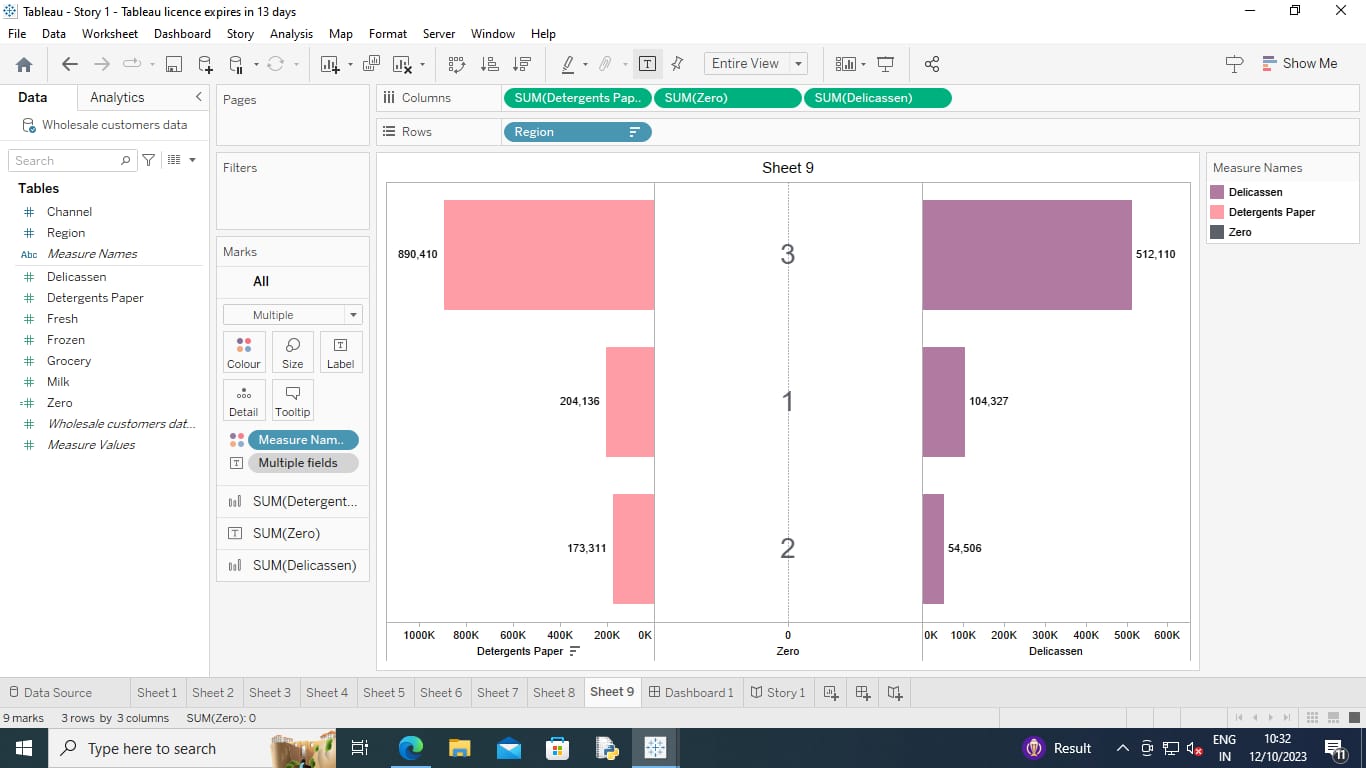 Tableau - Story 1 - Tableau licence expires in 13 days
File Data Worksheet Dashboard Story Analysis Map Format Server Window Help
Entire View
Show Me
Data Analytics
Wholesale customers data
Search
Tables
Channel
Region
Abc Measure Names
Delicassen
Detergents Paper
Fresh
Frozen
Grocery
Milk
Zero
Wholesale customers dat...
Measure Values
Pages
Filters
Marks
All
Multiple
Colour Size Label
Detail Tooltip
Measure Nam..
Multiple fields
SUM(Detergent...
SUM(Zero)
SUM(Delicassen)
Columns SUM(Detergents Pap.. SUM(Zero) SUM(Delicassen)
Rows Region
Sheet 9
890,410 3 512,110
204,136 1 104,327
173,311 2 54,506
1000K 800K 600K 400K 200K 0K 0 0K 100K 200K 300K 400K 500K 600K
Detergents Paper Zero Delicassen
Measure Names
Delicassen
Detergents Paper
Zero
Data Source Sheet 1 Sheet 2 Sheet 3 Sheet 4 Sheet 5 Sheet 6 Sheet 7 Sheet 8 Sheet 9 Dashboard 1 Story 1
9 marks 3 rows by 3 columns SUM(Zero): 0
Type here to search
Result
ENG
IN
10:32
12/10/2023
11